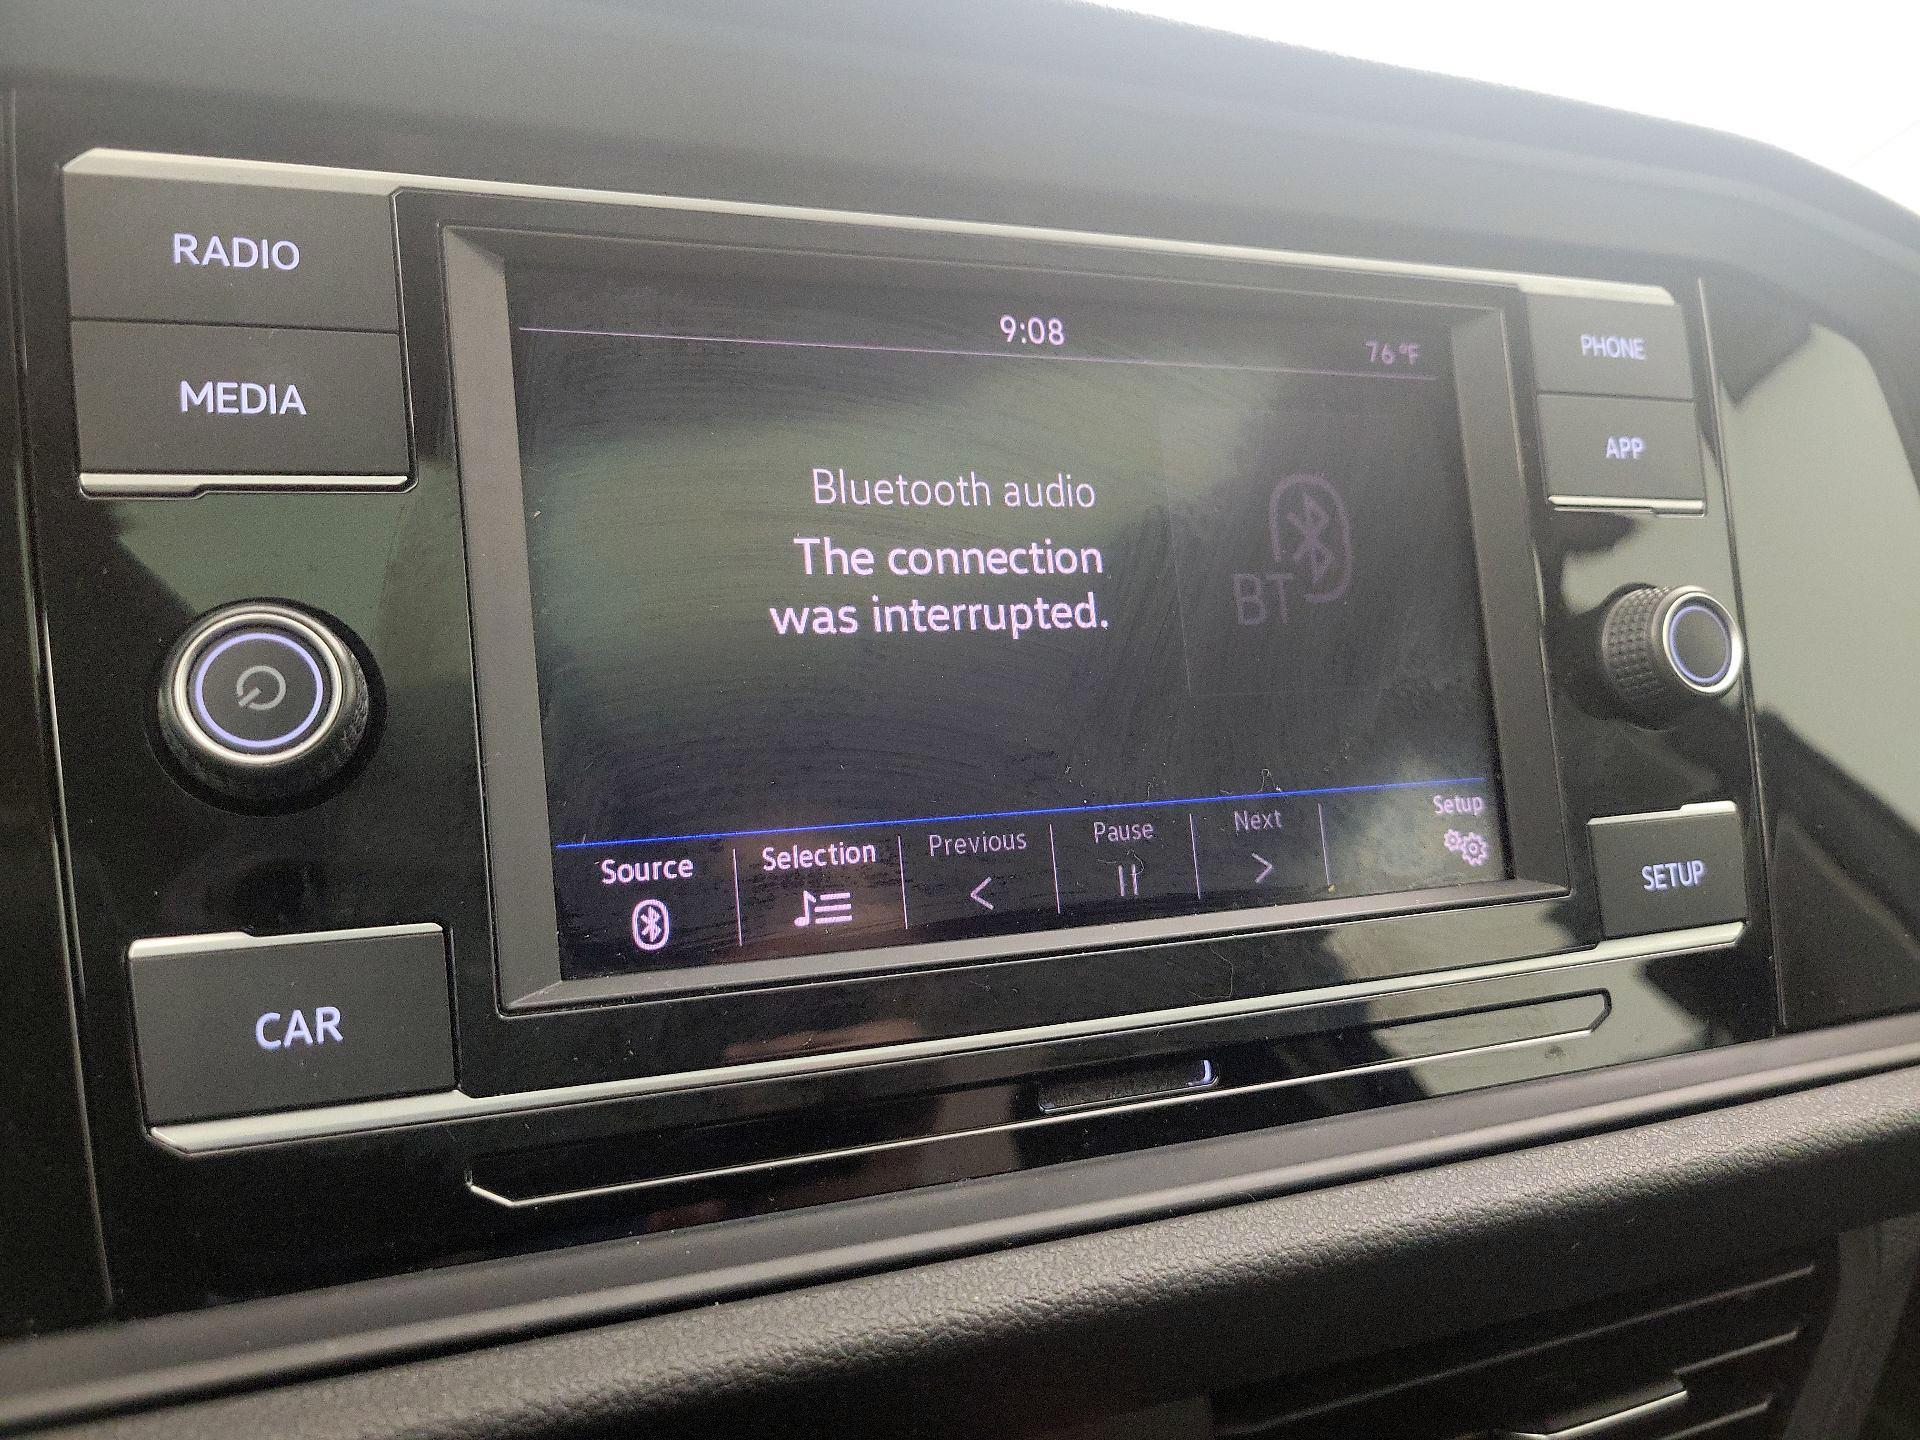 RADIO
MEDIA
CAR
9:08
76°F
Bluetooth audio
The connection
was interrupted.
BT
Source
Selection
Previous
Pause
Next
Setup
PHONE
APP
SETUP